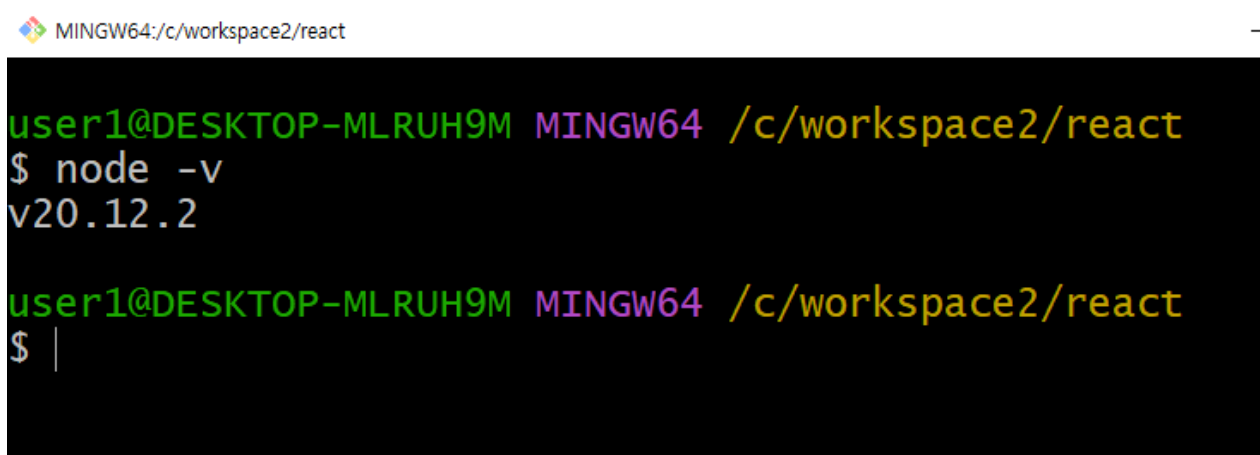 MINGW64:/c/workspace2/react
user1@DESKTOP-MLRUH9M MINGW64 /c/workspace2/react
$ node -v
v20.12.2
user1@DESKTOP-MLRUH9M MINGW64 /c/workspace2/react
$